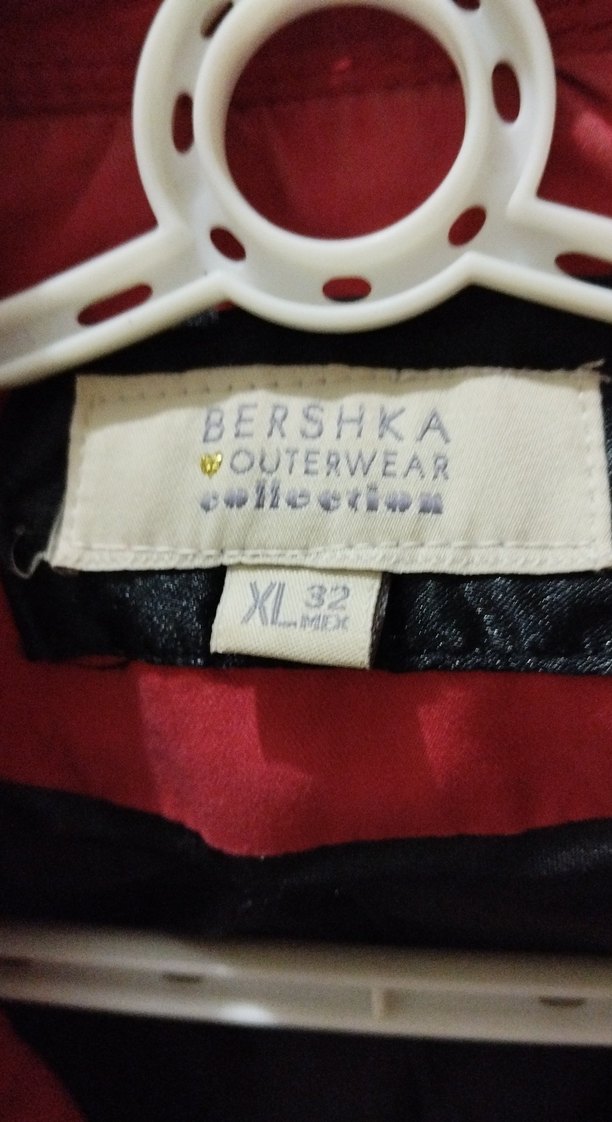 BERSHKA
OUTERWEAR
collection
XL 32
MEX